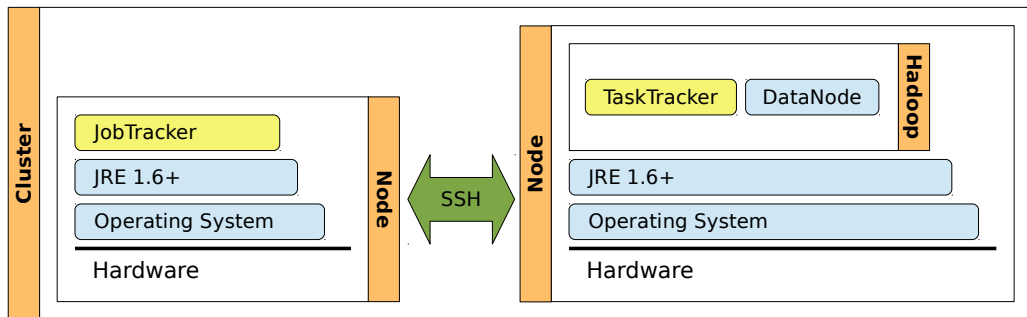 Cluster
JobTracker
JRE 1.6+
Operating System
Hardware
Node
SSH
Node
TaskTracker
DataNode
Hadoop
JRE 1.6+
Operating System
Hardware